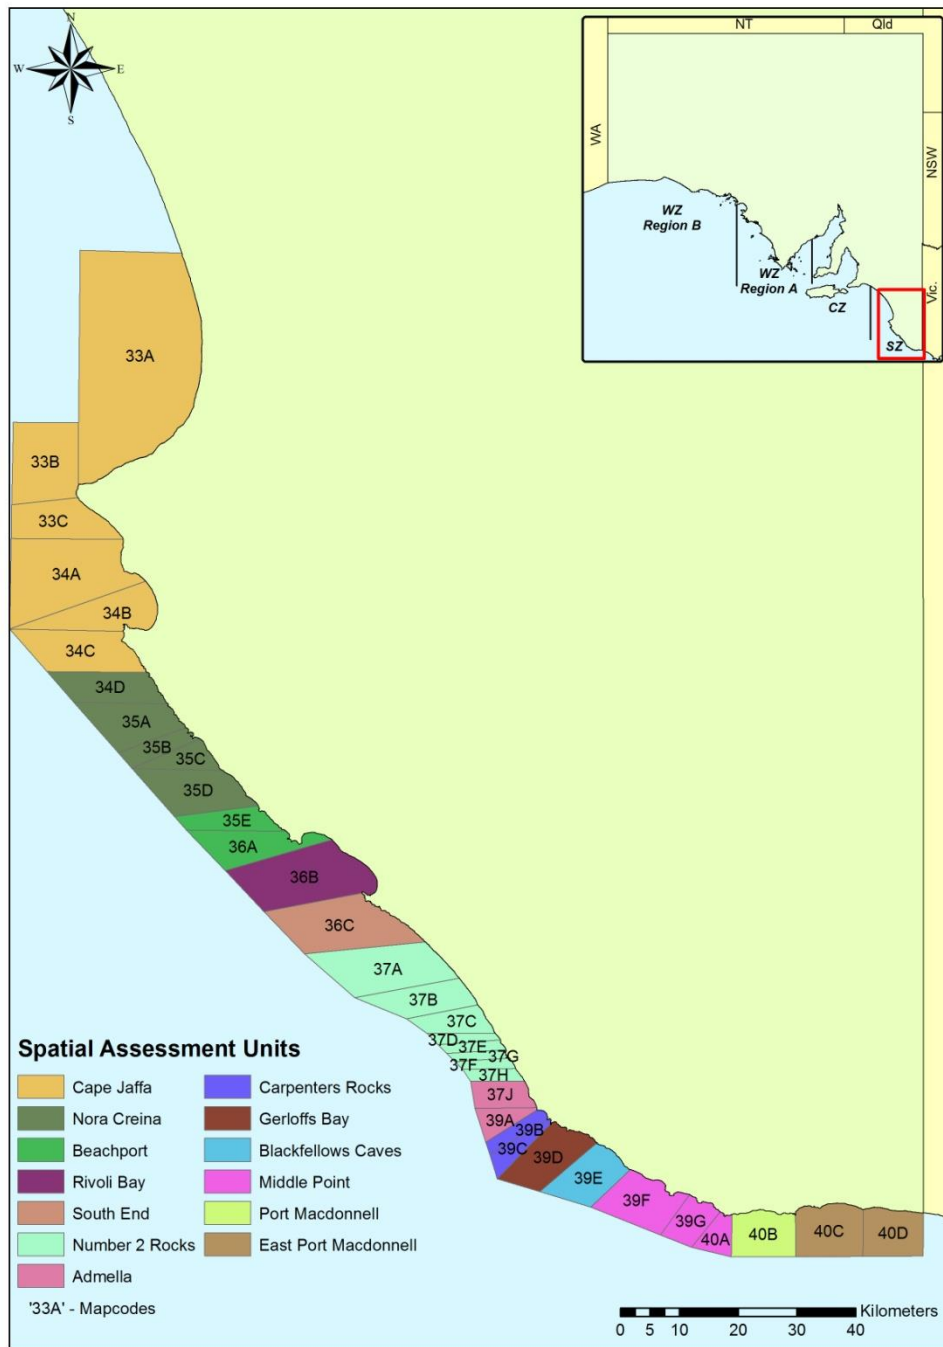 N
W E
S
NT Qld
WA
NSW
WZ
Region B
WZ
Region A
CZ
Vic.
SZ
33A
33B
33C
34A
34B
34C
34D
35A
35B
35C
35D
35E
36A
36B
36C
37A
37B
37C
37D
37E
37G
37F
37H
37J
39A
39B
39C
39D
39E
39F
39G
40A
40B
40C
40D
Spatial Assessment Units
Cape Jaffa
Nora Creina
Beachport
Rivoli Bay
South End
Number 2 Rocks
Admella
Carpenters Rocks
Gerloffs Bay
Blackfellows Caves
Middle Point
Port Macdonnell
East Port Macdonnell
'33A' - Mapcodes
Kilometers
0 5 10 20 30 40